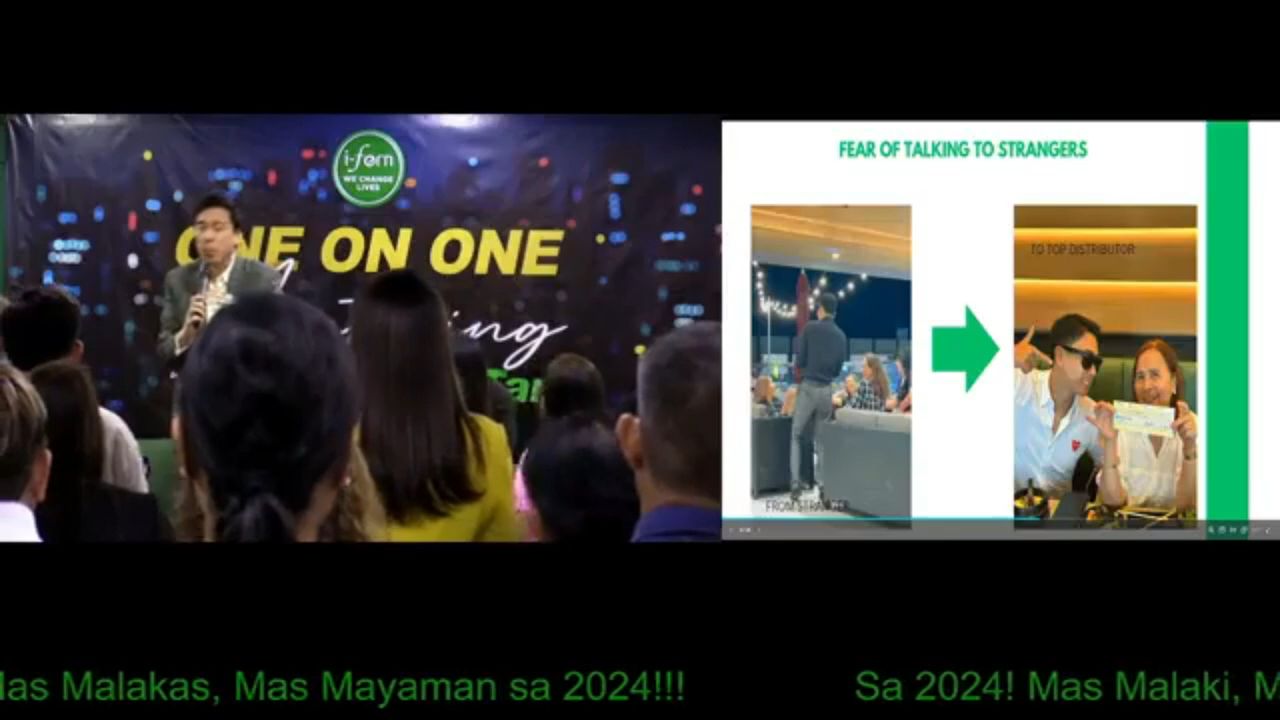 i-fern
WE CHANGE
LIVES
ONE ON ONE
FEAR OF TALKING TO STRANGERS
TO TOP DISTRIBUTOR
FROM STRANGER
Mas Malakas, Mas Mayaman sa 2024!!!
Sa 2024! Mas Malaki, M